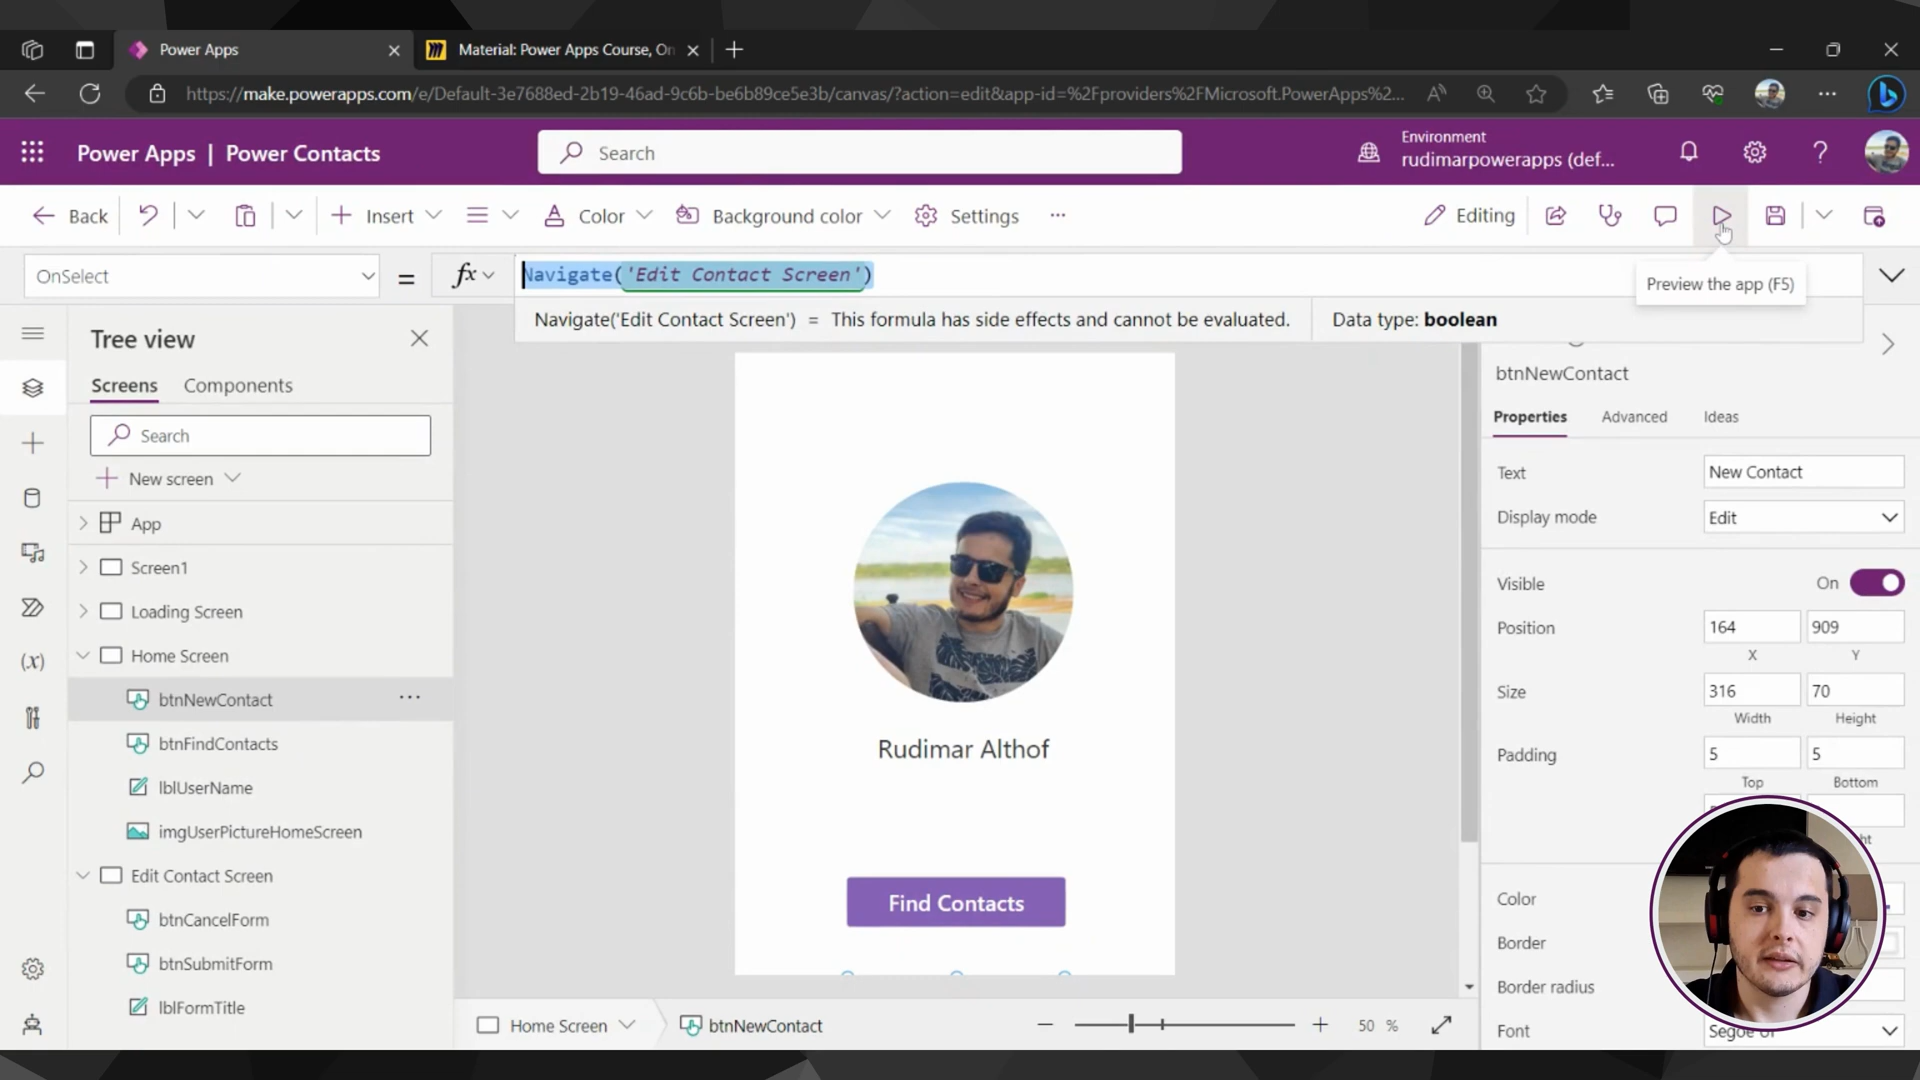 Power Apps
Material: Power Apps Course, On
https://make.powerapps.com/e/Default-3e7688ed-2b19-46ad-9c6b-be6b89ce5e3b/canvas/?action=edit&app-id=%2Fproviders%2FMicrosoft.PowerApps%2...
Power Apps | Power Contacts
Search
Environment
rudimarpowerapps (def...
Back
Insert
Color
Background color
Settings
Editing
OnSelect
=
fx
Navigate('Edit Contact Screen')
Preview the app (F5)
Navigate('Edit Contact Screen') = This formula has side effects and cannot be evaluated.
Data type: boolean
Tree view
Screens
Components
Search
New screen
App
Screen1
Loading Screen
Home Screen
btnNewContact
btnFindContacts
lblUserName
imgUserPictureHomeScreen
Edit Contact Screen
btnCancelForm
btnSubmitForm
lblFormTitle
Rudimar Althof
Find Contacts
Home Screen
btnNewContact
50 %
btnNewContact
Properties
Advanced
Ideas
Text
New Contact
Display mode
Edit
Visible
On
Position
164
909
X
Y
Size
316
70
Width
Height
Padding
5
5
Top
Bottom
Color
Border
Border radius
Font